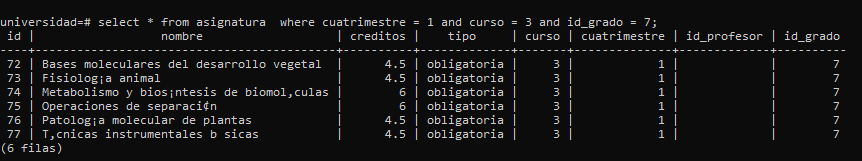 universidad=# select * from asignatura  where cuatrimestre = 1 and curso = 3 and id_grado = 7;
 id |                nombre                 | creditos |    tipo     | curso | cuatrimestre | id_profesor | id_grado
----+---------------------------------------+----------+-------------+-------+--------------+-------------+----------
 72 | Bases moleculares del desarrollo vegetal  |      4.5 | obligatoria |     3 |            1 |             |        7
 73 | Fisiolog¡a animal                     |      4.5 | obligatoria |     3 |            1 |             |        7
 74 | Metabolismo y bios¡ntesis de biomol,culas |        6 | obligatoria |     3 |            1 |             |        7
 75 | Operaciones de separaci¢n             |        6 | obligatoria |     3 |            1 |             |        7
 76 | Patolog¡a molecular de plantas        |      4.5 | obligatoria |     3 |            1 |             |        7
 77 | T,cnicas instrumentales b sicas       |      4.5 | obligatoria |     3 |            1 |             |        7
(6 filas)